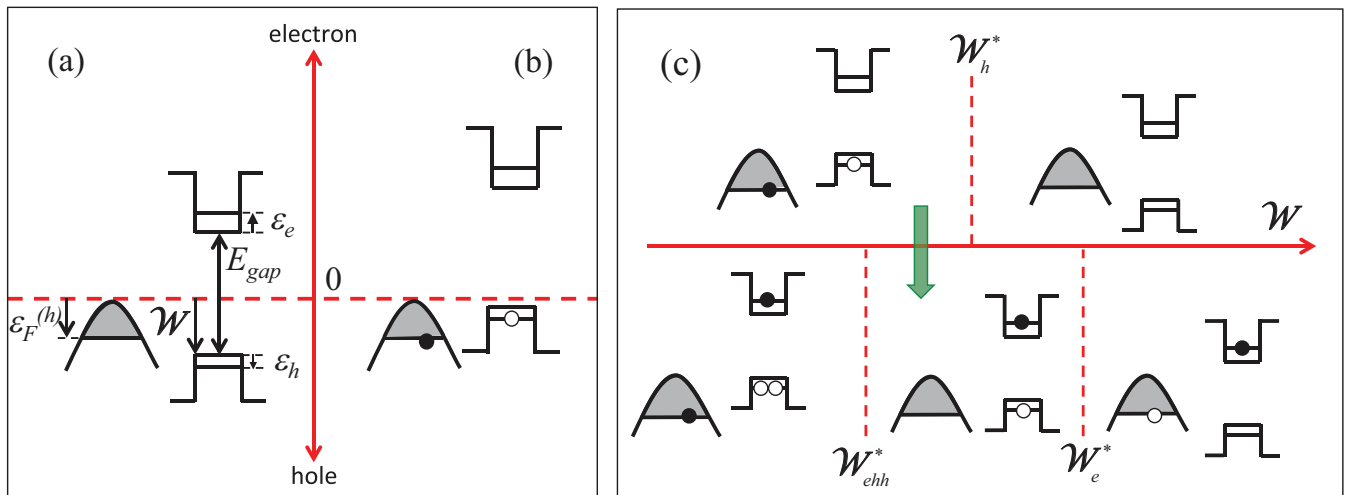 electron
(a)
(b)
ε_e
E_gap
0
ε_F^(h)
𝒲
ε_h
hole
(c)
𝒲_h^*
𝒲
𝒲_ehh^*
𝒲_e^*